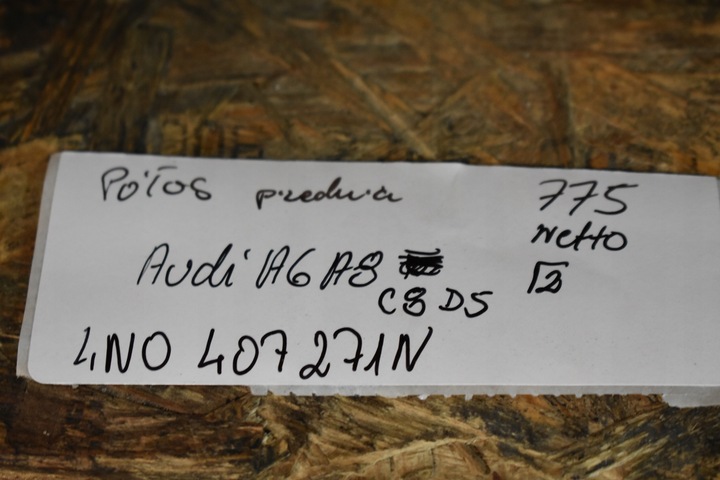 PÓŁOŚ przednia 775
netto
Audi A6 A8
C8 D5
4N0 407 271N